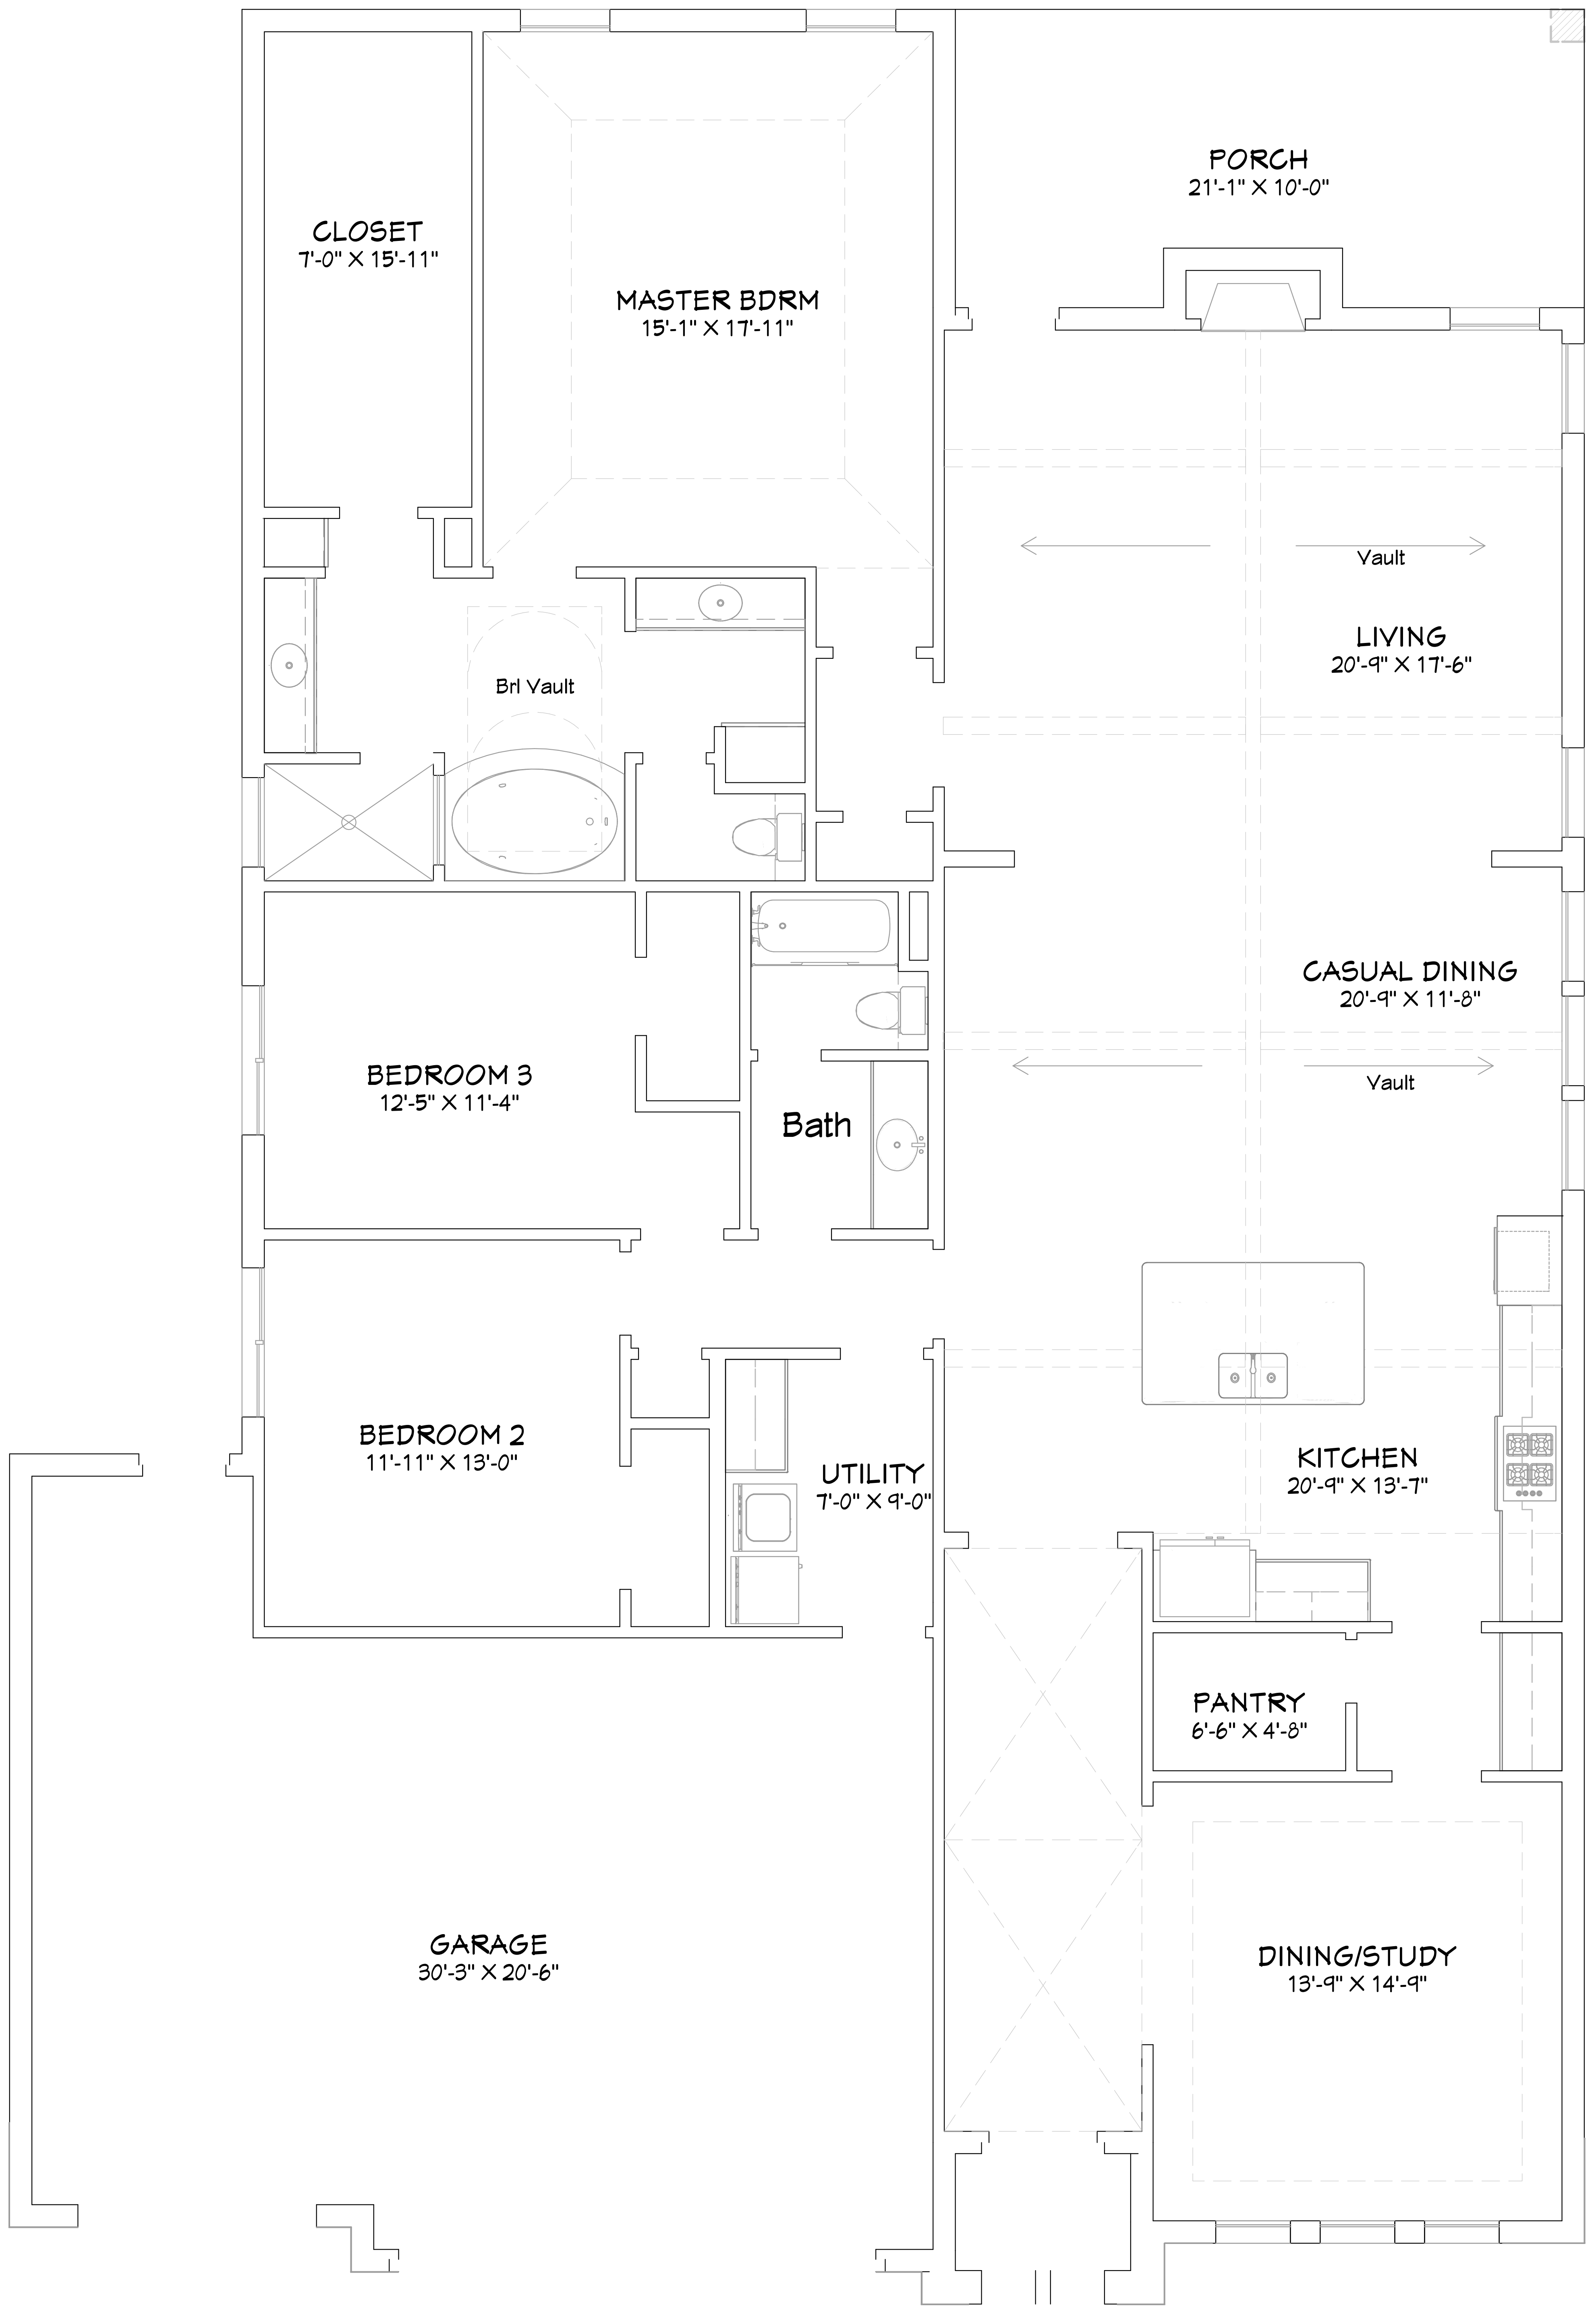 PORCH
21'-1" X 10'-0"
CLOSET
7'-0" X 15'-11"
MASTER BDRM
15'-1" X 17'-11"
Vault
LIVING
20'-9" X 17'-6"
Brl Vault
CASUAL DINING
20'-9" X 11'-8"
Vault
BEDROOM 3
12'-5" X 11'-4"
Bath
BEDROOM 2
11'-11" X 13'-0"
UTILITY
7'-0" X 9'-0"
KITCHEN
20'-9" X 13'-7"
PANTRY
6'-6" X 4'-8"
GARAGE
30'-3" X 20'-6"
DINING/STUDY
13'-9" X 14'-9"